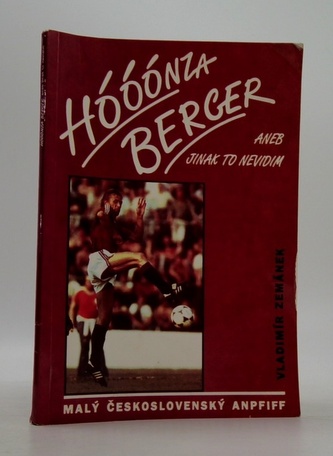 HÓÓÓNZA
BERGER
ANEB
JINAK TO NEVIDIM
VLADIMÍR ZEMÁNEK
MALÝ ČESKOSLOVENSKÝ ANPFIFF